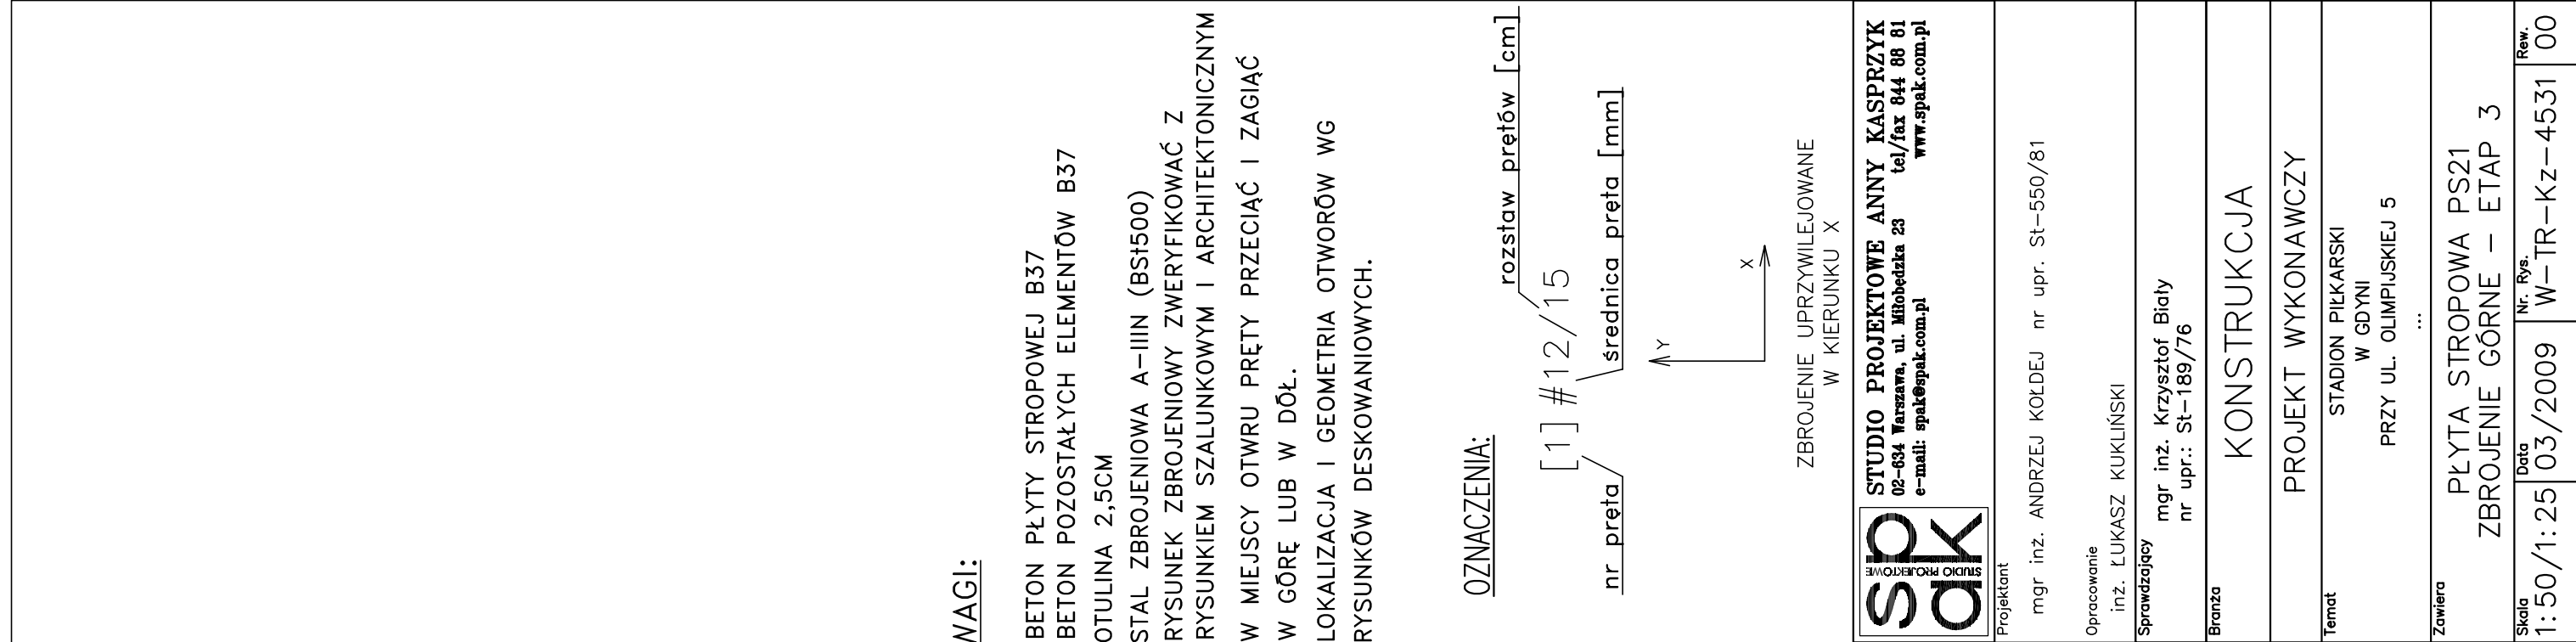 WAGI:
BETON PŁYTY STROPOWEJ B37
BETON POZOSTAŁYCH ELEMENTÓW B37
OTULINA 2,5CM
STAL ZBROJENIOWA A-IIIN (BSt500)
RYSUNEK ZBROJENIOWY ZWERYFIKOWAĆ Z
RYSUNKIEM SZALUNKOWYM I ARCHITEKTONICZNYM
W MIEJSCY OTWRU PRĘTY PRZECIĄĆ I ZAGIĄĆ
W GÓRĘ LUB W DÓŁ.
LOKALIZACJA I GEOMETRIA OTWORÓW WG
RYSUNKÓW DESKOWANIOWYCH.
OZNACZENIA:
rozstaw prętów [cm]
[1] #12/15
nr pręta
średnica pręta [mm]
Y
X
ZBROJENIE UPRZYWILEJOWANE
W KIERUNKU X
sp
STUDIO PROJEKTOWE
ak
STUDIO PROJEKTOWE ANNY KASPRZYK
02-634 Warszawa, ul. Miłobędzka 23 tel/fax 844 88 81
e-mail: spak@spak.com.pl www.spak.com.pl
Projektant
mgr inż. ANDRZEJ KOŁDEJ nr upr. St-550/81
Opracowanie
inż. ŁUKASZ KUKLIŃSKI
Sprawdzający
mgr inż. Krzysztof Biały
nr upr.: St-189/76
Branża
KONSTRUKCJA
PROJEKT WYKONAWCZY
Temat
STADION PIŁKARSKI
W GDYNI
PRZY UL. OLIMPIJSKIEJ 5
...
Zawiera
PŁYTA STROPOWA PS21
ZBROJENIE GÓRNE - ETAP 3
Skala Data Nr. Rys. Rew.
1:50/1:25 03/2009 W-TR-Kz-4531 00